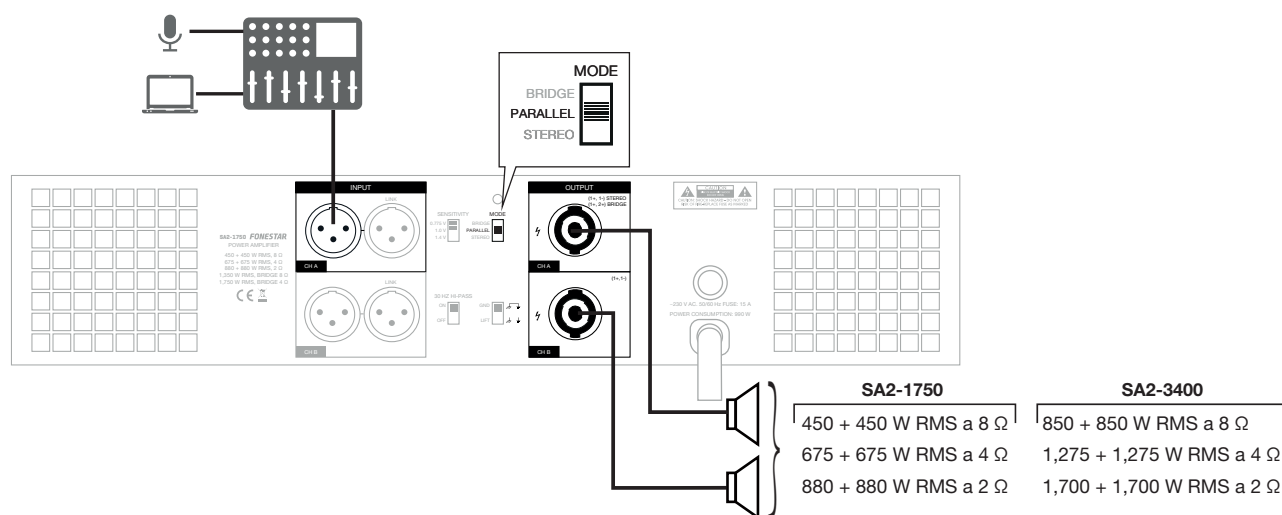 MODE
BRIDGE
PARALLEL
STEREO
INPUT
LINK
CH A
SENSITIVITY
0.775 V
1.0 V
1.4 V
MODE
BRIDGE
PARALLEL
STEREO
OUTPUT
(1+, 1-) STEREO
(1+, 2+) BRIDGE
CH A
CAUTION
SA2-1750 FONESTAR
POWER AMPLIFIER
450 + 450 W RMS, 8 Ω
675 + 675 W RMS, 4 Ω
880 + 880 W RMS, 2 Ω
1,350 W RMS, BRIDGE 8 Ω
1,750 W RMS, BRIDGE 4 Ω
CE
LINK
CH B
30 HZ HI-PASS
ON
OFF
GND
LIFT
(1+,1-)
CH B
~230 V AC, 50/60 Hz FUSE: 15 A
POWER CONSUMPTION: 960 W
SA2-1750
450 + 450 W RMS a 8 Ω
675 + 675 W RMS a 4 Ω
880 + 880 W RMS a 2 Ω
SA2-3400
850 + 850 W RMS a 8 Ω
1,275 + 1,275 W RMS a 4 Ω
1,700 + 1,700 W RMS a 2 Ω